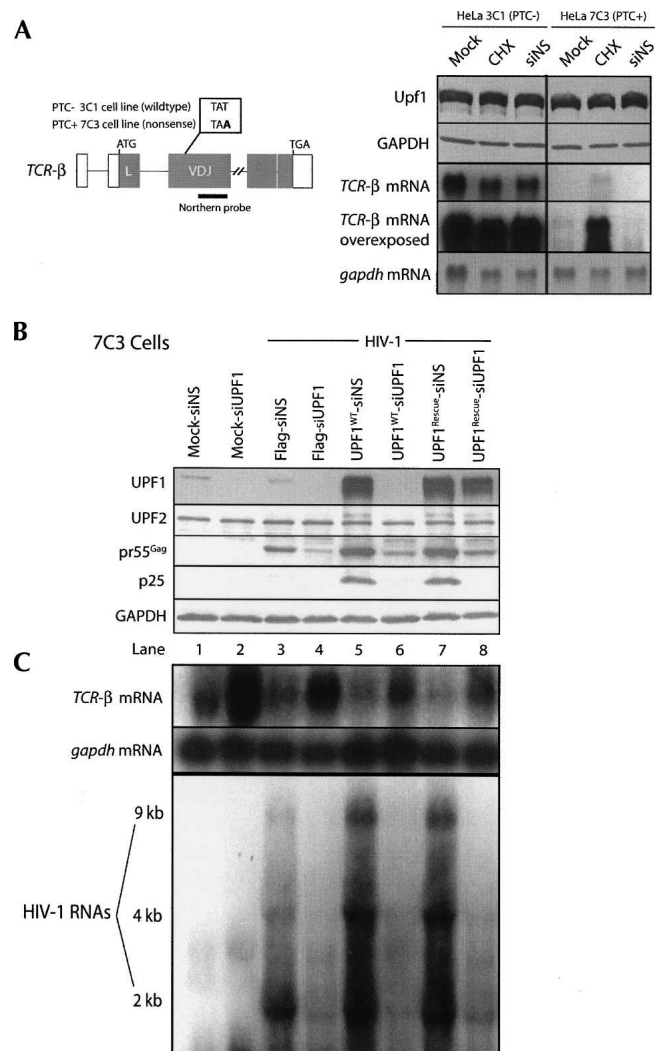 A
HeLa 3C1 (PTC-) HeLa 7C3 (PTC+)
Mock CHX siNS Mock CHX siNS
PTC- 3C1 cell line (wildtype) TAT
PTC+ 7C3 cell line (nonsense) TAA
ATG TGA
TCR-β L VDJ
Northern probe
Upf1
GAPDH
TCR-β mRNA
TCR-β mRNA
overexposed
gapdh mRNA
B
7C3 Cells HIV-1
Mock-siNS Mock-siUPF1 Flag-siNS Flag-siUPF1 UPF1WT-siNS UPF1WT-siUPF1 UPF1Rescue-siNS UPF1Rescue-siUPF1
UPF1
UPF2
pr55Gag
p25
GAPDH
Lane 1 2 3 4 5 6 7 8
C
TCR-β mRNA
gapdh mRNA
9 kb
HIV-1 RNAs 4 kb
2 kb